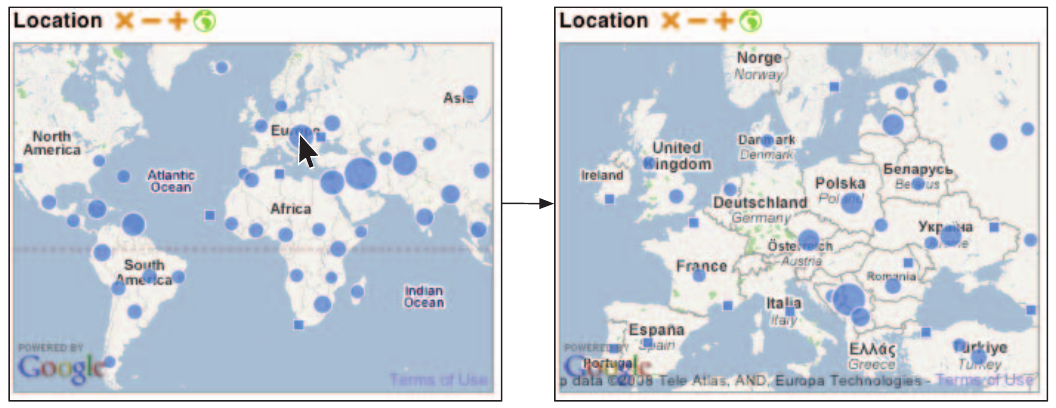 Location
Asia
Europe
North
America
Atlantic
Ocean
Africa
South
America
Indian
Ocean
POWERED BY
Google
Terms of Use
Location
Norge
Norway
Danmark
Denmark
United
Kingdom
Ireland
Беларусь
Belarus
Polska
Poland
Deutschland
Germany
Україна
Ukraine
Österreich
Austria
France
Romania
Italia
Italy
España
Spain
Ελλάς
Greece
Türkiye
Turkey
POWERED BY
Google
Portugal
p data ©2008 Tele Atlas, AND, Europa Technologies - Terms of Use